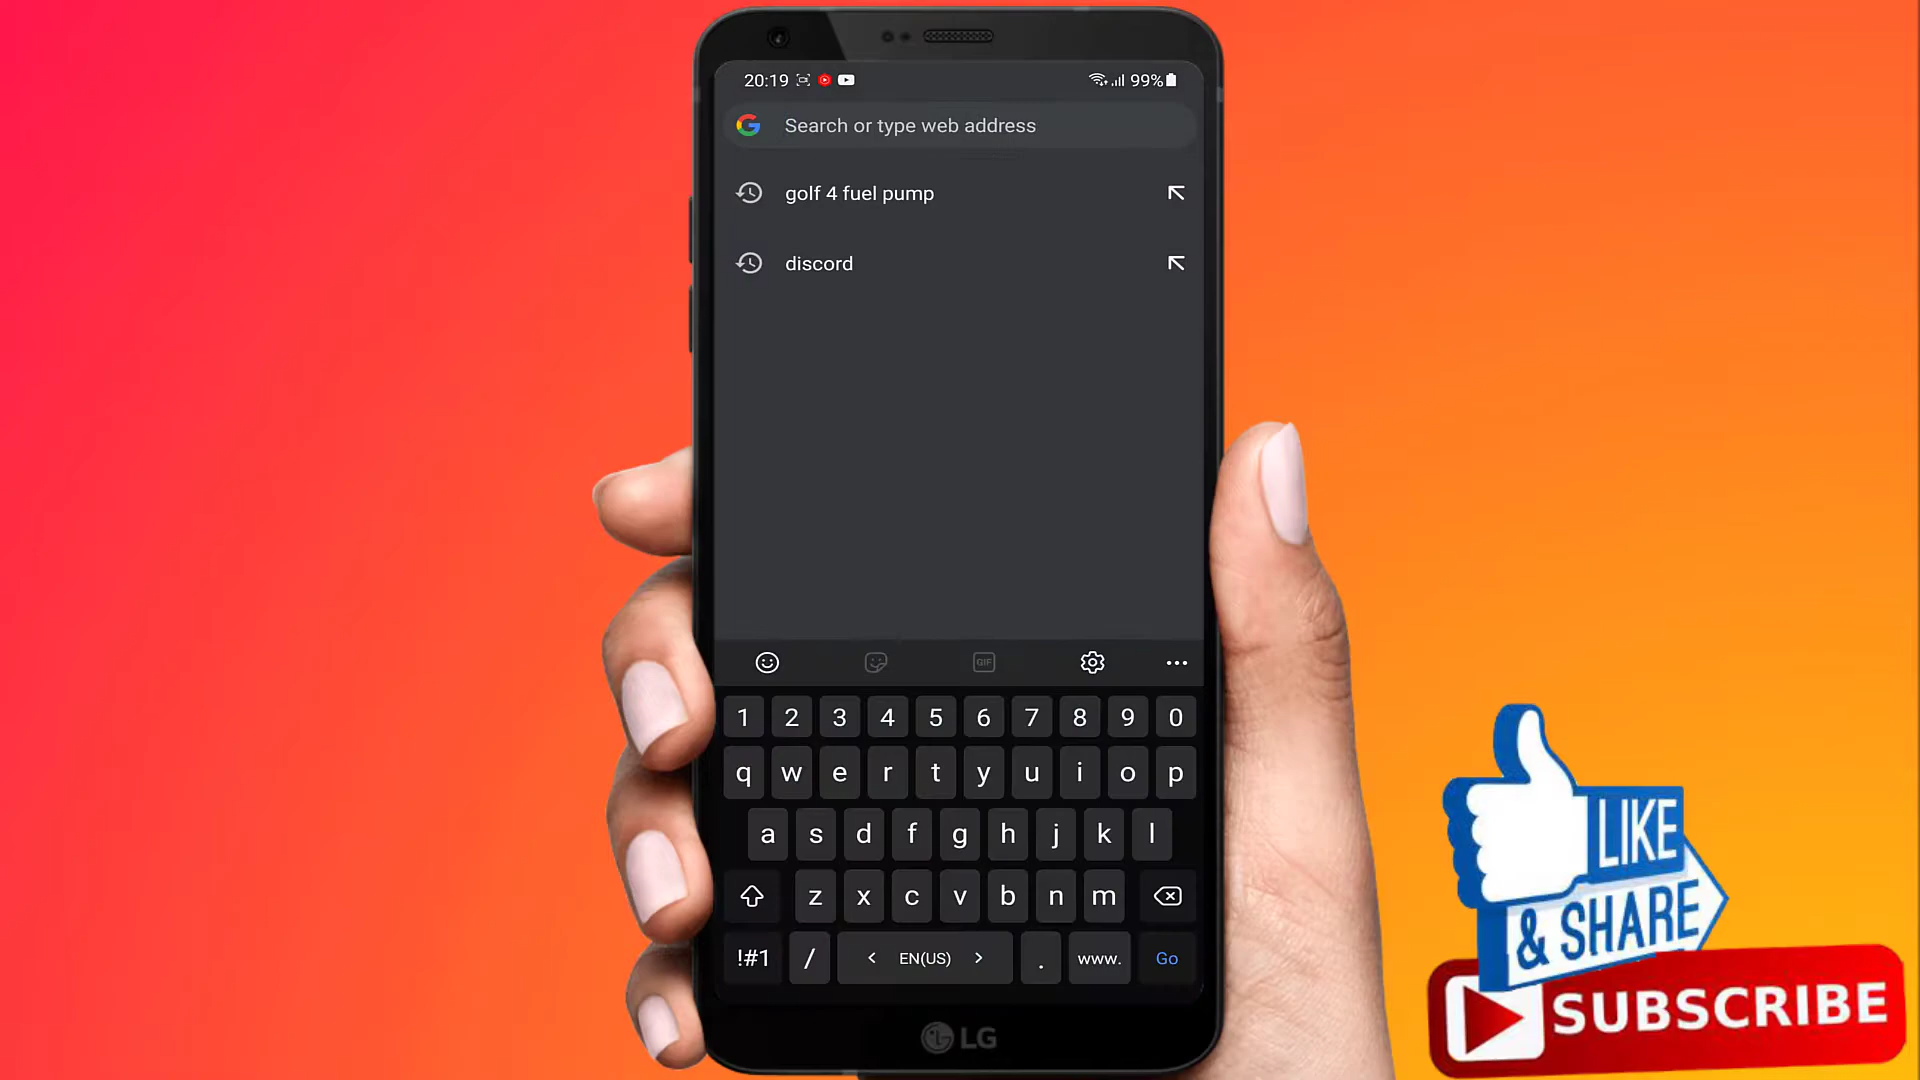 20:19 99%
Search or type web address
golf 4 fuel pump
discord
GIF
1 2 3 4 5 6 7 8 9 0
q w e r t y u i o p
a s d f g h j k l
z x c v b n m
!#1 / < EN(US) > . www. Go
LG
LIKE
& SHARE
SUBSCRIBE